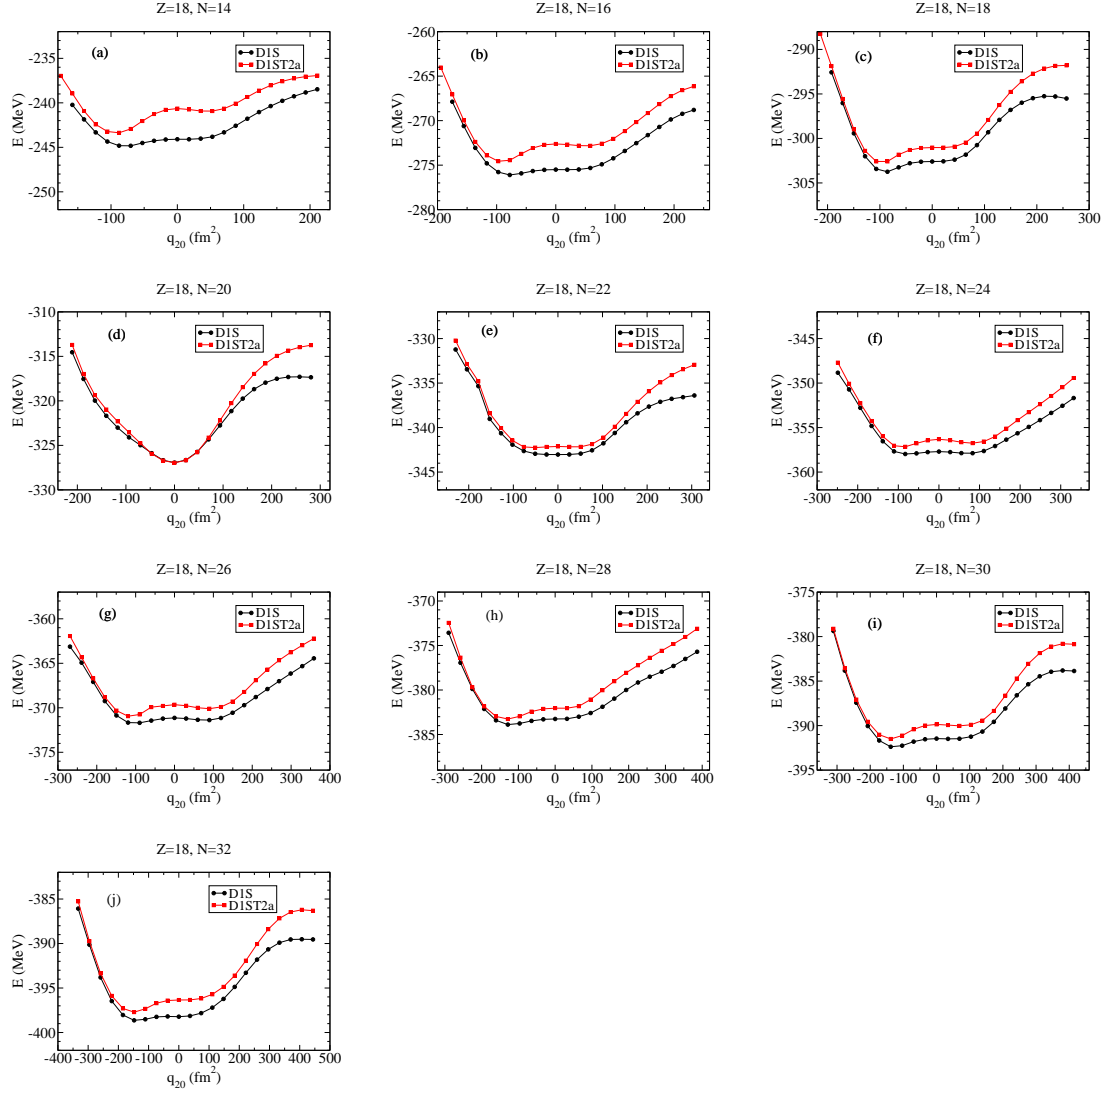 Z=18, N=14
(a)
D1S
D1ST2a
E (MeV)
-235
-240
-245
-250
-100
0
100
200
q20 (fm2)
Z=18, N=16
(b)
D1S
D1ST2a
E (MeV)
-260
-265
-270
-275
-280
-200
-100
0
100
200
q20 (fm2)
Z=18, N=18
(c)
D1S
D1ST2a
E (MeV)
-290
-295
-300
-305
-200
-100
0
100
200
300
q20 (fm2)
Z=18, N=20
(d)
D1S
D1ST2a
E (MeV)
-310
-315
-320
-325
-330
-200
-100
0
100
200
300
q20 (fm2)
Z=18, N=22
(e)
D1S
D1ST2a
E (MeV)
-330
-335
-343
-345
-200
-100
0
100
200
300
q20 (fm2)
Z=18, N=24
(f)
D1S
D1ST2a
E (MeV)
-345
-350
-355
-360
-300
-200
-100
0
100
200
300
400
q20 (fm2)
Z=18, N=26
(g)
D1S
D1ST2a
E (MeV)
-360
-365
-370
-375
-300
-200
-100
0
100
200
300
400
q20 (fm2)
Z=18, N=28
(h)
D1S
D1ST2a
E (MeV)
-370
-375
-380
-385
-300
-200
-100
0
100
200
300
400
q20 (fm2)
Z=18, N=30
(i)
D1S
D1ST2a
E (MeV)
-375
-380
-385
-390
-395
-300
-200
-100
0
100
200
300
400
q20 (fm2)
Z=18, N=32
(j)
D1S
D1ST2a
E (MeV)
-385
-390
-395
-400
-400
-300
-200
-100
0
100
200
300
400
500
q20 (fm2)